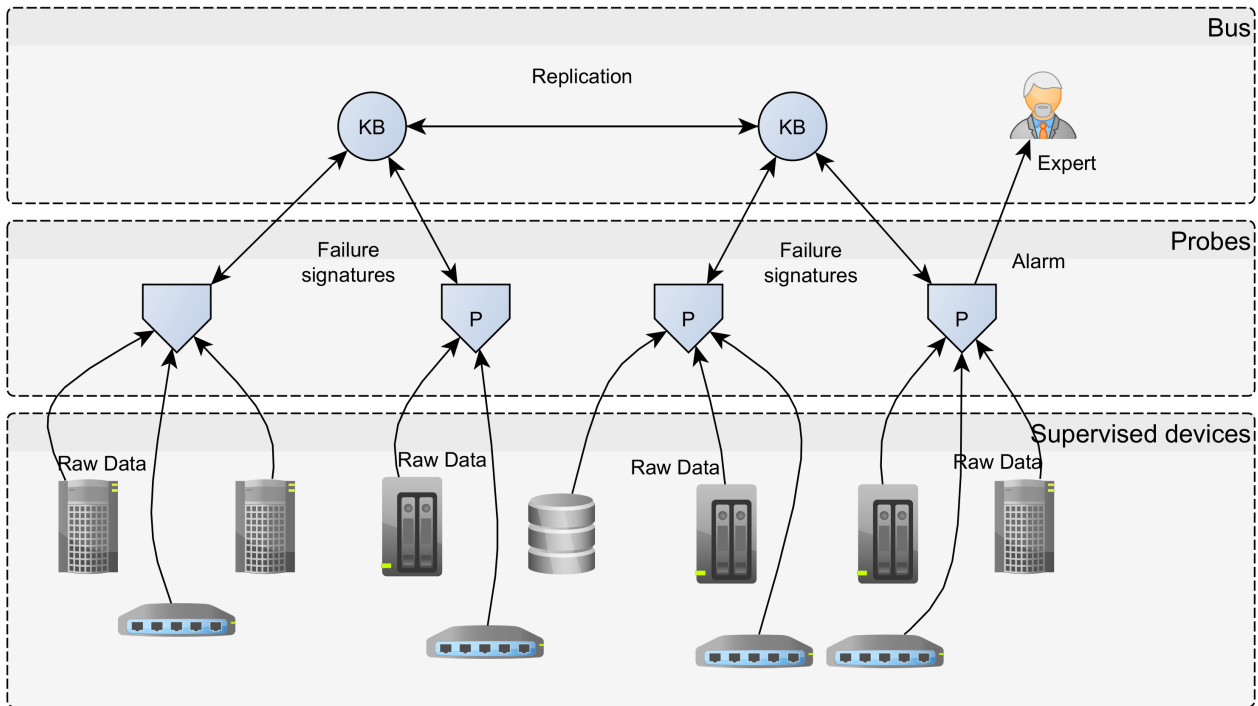 Bus
Replication
KB
KB
Expert
Probes
Failure
signatures
Failure
signatures
Alarm
P
P
P
Supervised devices
Raw Data
Raw Data
Raw Data
Raw Data